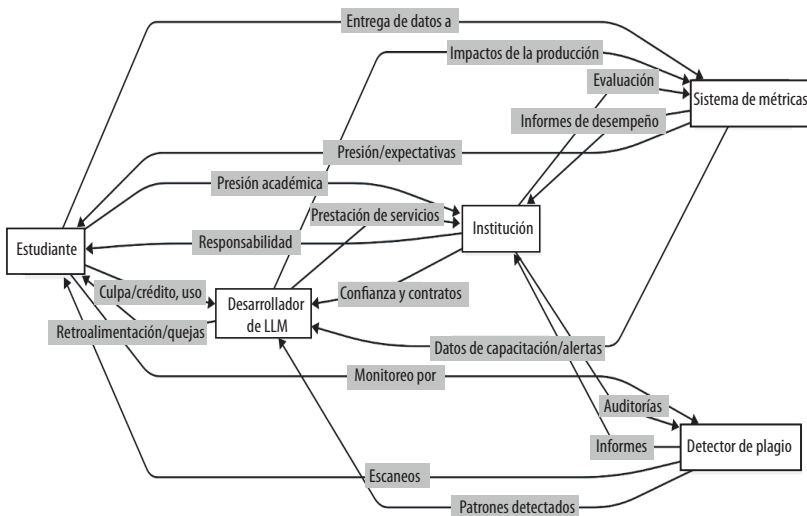 Entrega de datos a
Impactos de la producción
Evaluación
Sistema de métricas
Informes de desempeño
Presión/expectativas
Presión académica
Prestación de servicios
Institución
Estudiante
Responsabilidad
Culpa/crédito, uso
Desarrollador
de LLM
Confianza y contratos
Retroalimentación/quejas
Datos de capacitación/alertas
Monitoreo por
Auditorías
Informes
Detector de plagio
Escaneos
Patrones detectados